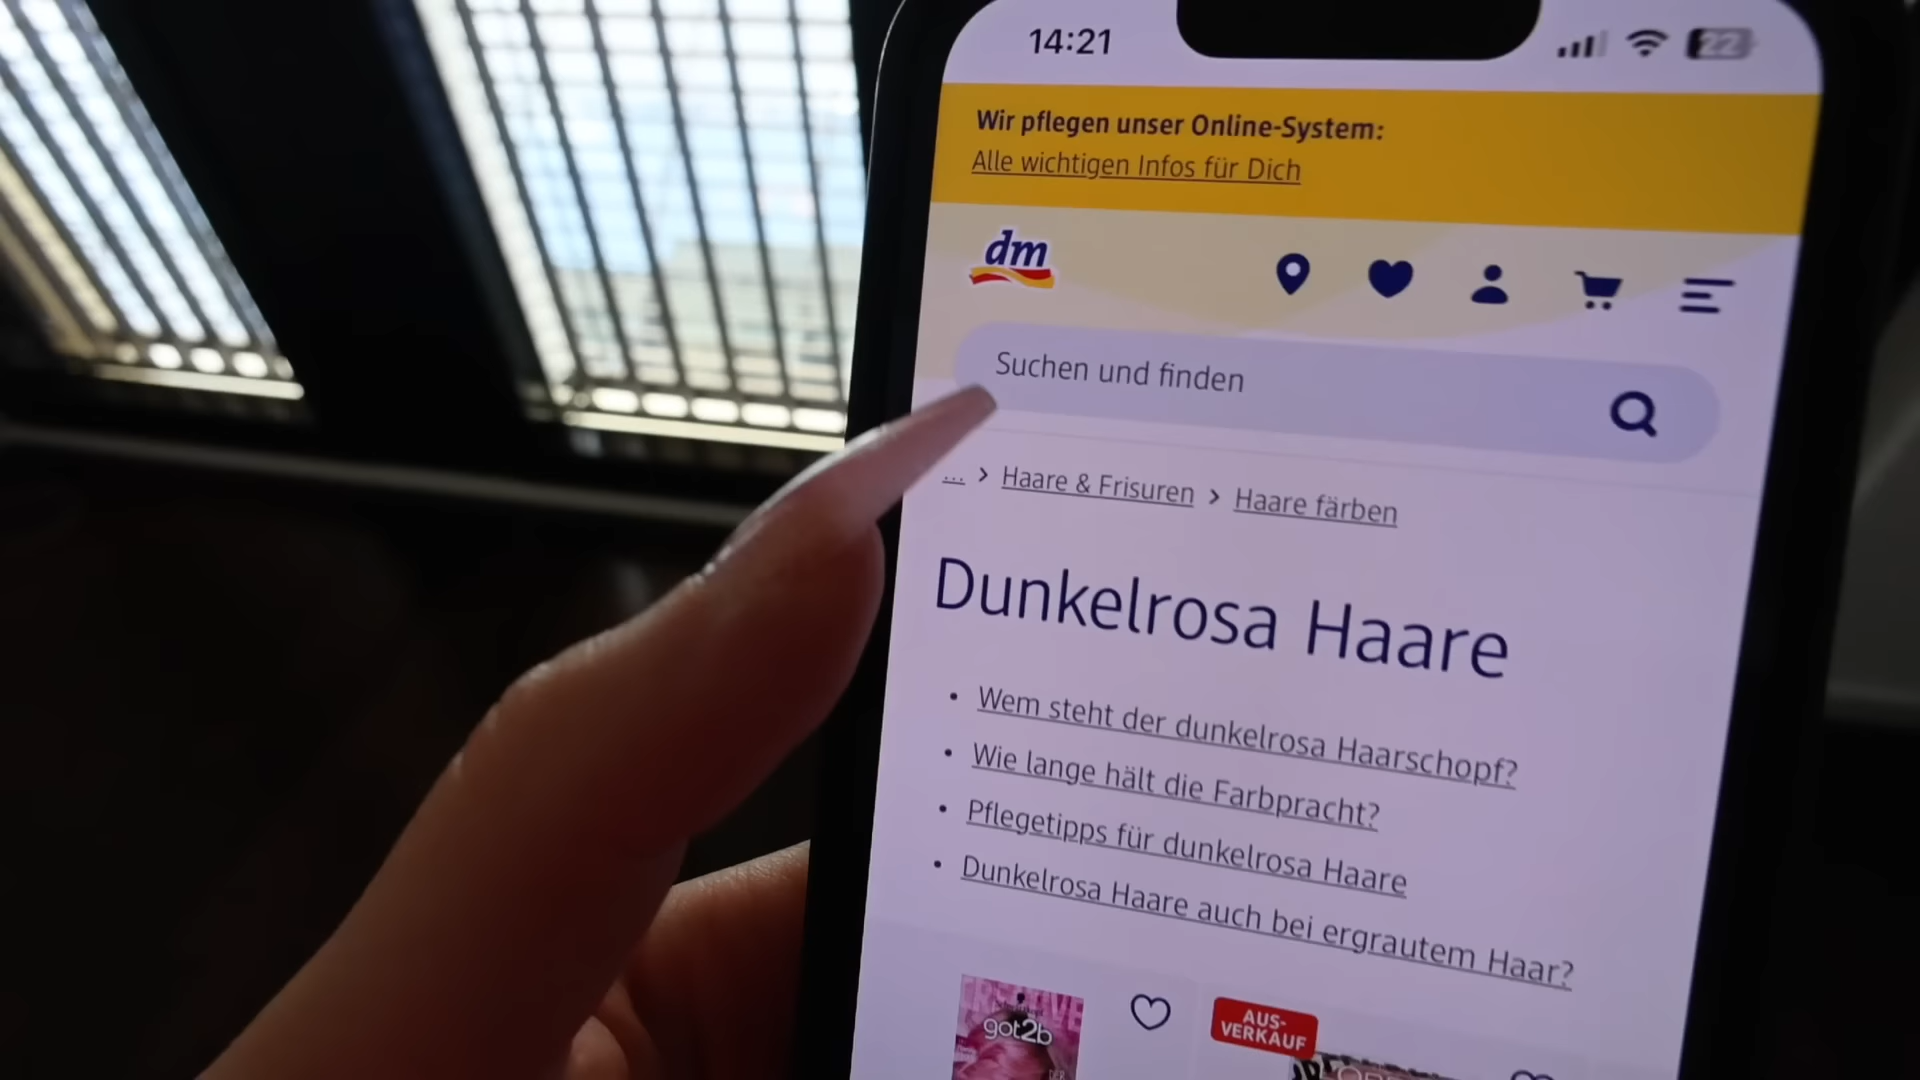 14:21
22
Wir pflegen unser Online-System:
Alle wichtigen Infos für Dich
dm
Suchen und finden
... > Haare & Frisuren > Haare färben
Dunkelrosa Haare
• Wem steht der dunkelrosa Haarschopf?
• Wie lange hält die Farbpracht?
• Pflegetipps für dunkelrosa Haare
• Dunkelrosa Haare auch bei ergrautem Haar?
got2b
AUS-
VERKAUF